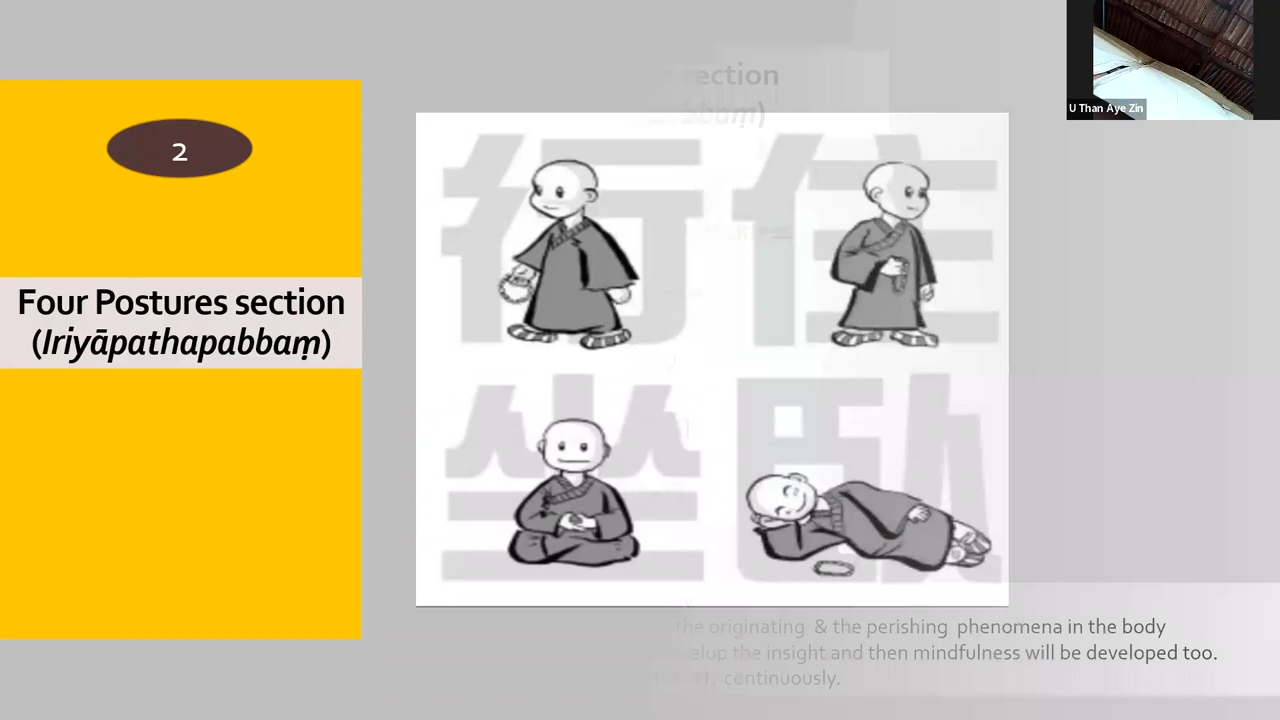 2
Four Postures section
(Iriyāpathapabbaṃ)
section
行 住
坐 臥
the originating & the perishing phenomena in the body
the insight and then mindfulness will be developed too.
continuously.
U Than Aye Zin